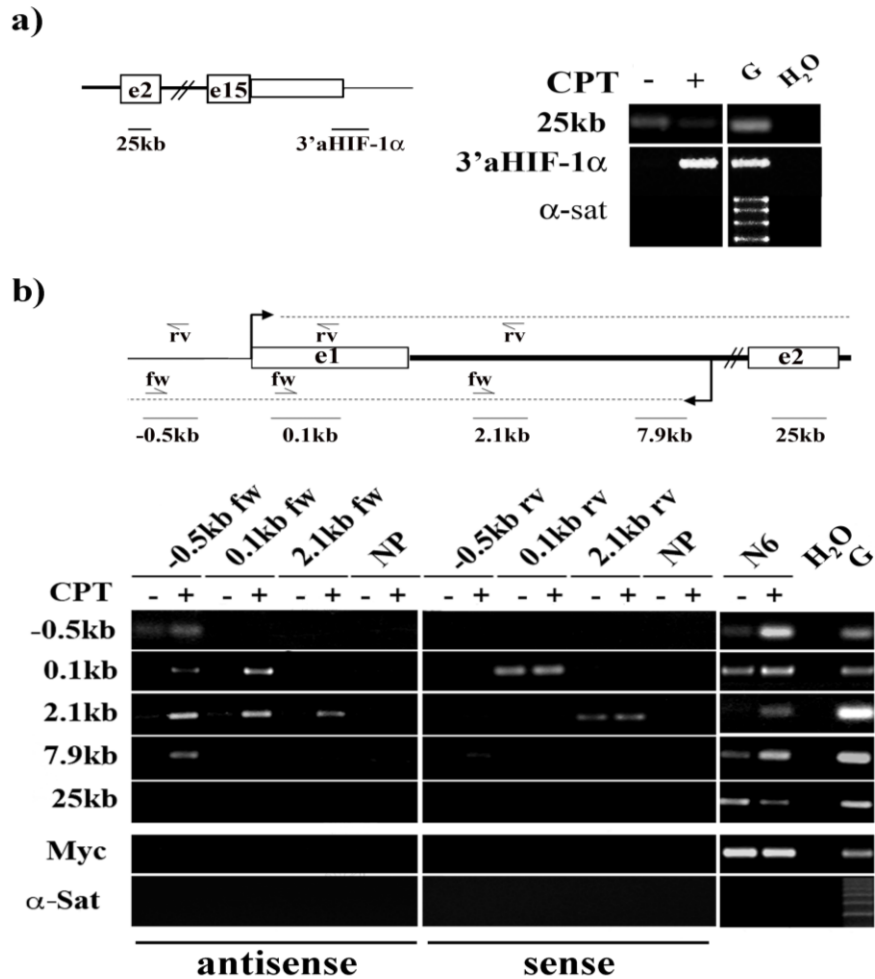 a)
e2 e15
25kb 3'aHIF-1α
CPT - + G H2O
25kb
3'aHIF-1α
α-sat
b)
rv rv rv
e1 e2
fw fw fw
-0.5kb 0.1kb 2.1kb 7.9kb 25kb
-0.5kb fw 0.1kb fw 2.1kb fw NP -0.5kb rv 0.1kb rv 2.1kb rv NP N6 H2O G
CPT - + - + - + - + - + - + - + - + - +
-0.5kb
0.1kb
2.1kb
7.9kb
25kb
Myc
α-Sat
antisense sense